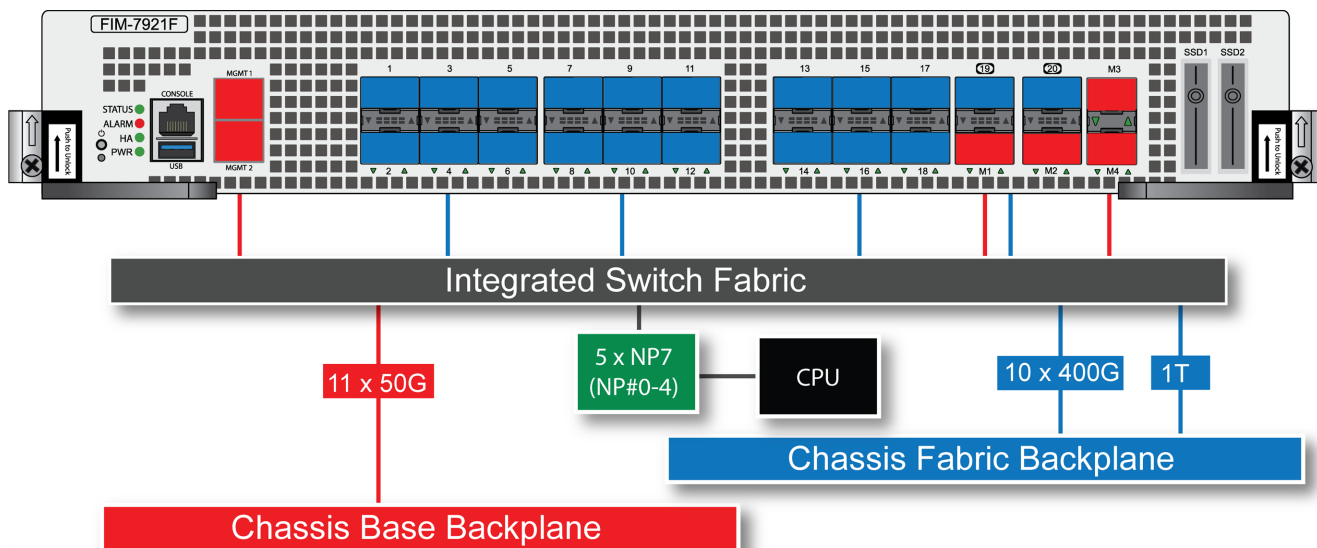 FIM-7921F
SSD1 SSD2
1 3 5 7 9 11 13 15 17 19 20 M3
MGMT1
CONSOLE
STATUS
ALARM
HA
PWR
USB
MGMT 2
2 4 6 8 10 12 14 16 18 M1 M2 M4
Push to Unlock
Push to Unlock
Integrated Switch Fabric
11 x 50G
5 x NP7
(NP#0-4)
CPU
10 x 400G
1T
Chassis Fabric Backplane
Chassis Base Backplane